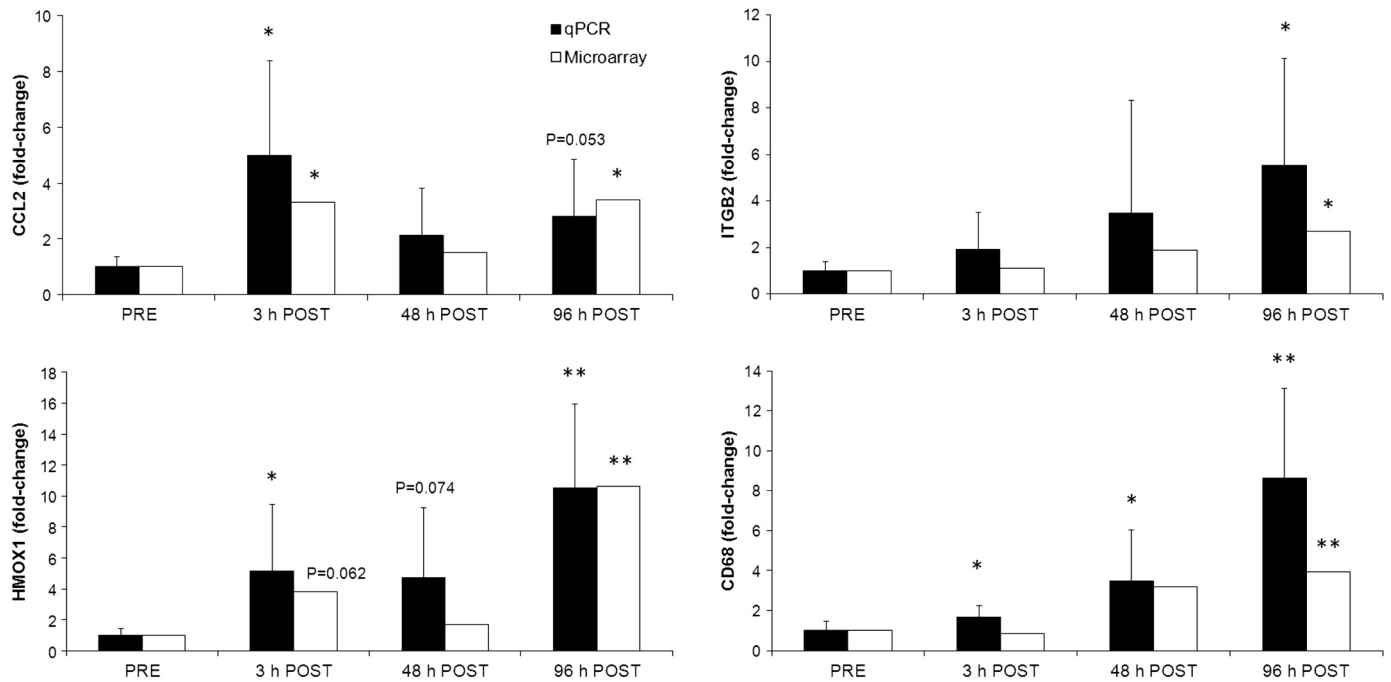 CCL2 (fold-change)
10
8
6
4
2
0
*
*
P=0.053
*
qPCR
Microarray
PRE
3 h POST
48 h POST
96 h POST
ITGB2 (fold-change)
12
10
8
6
4
2
0
*
*
PRE
3 h POST
48 h POST
96 h POST
HMOX1 (fold-change)
18
16
14
12
10
8
6
4
2
0
*
P=0.062
P=0.074
**
**
PRE
3 h POST
48 h POST
96 h POST
CD68 (fold-change)
14
12
10
8
6
4
2
0
*
*
**
**
PRE
3 h POST
48 h POST
96 h POST